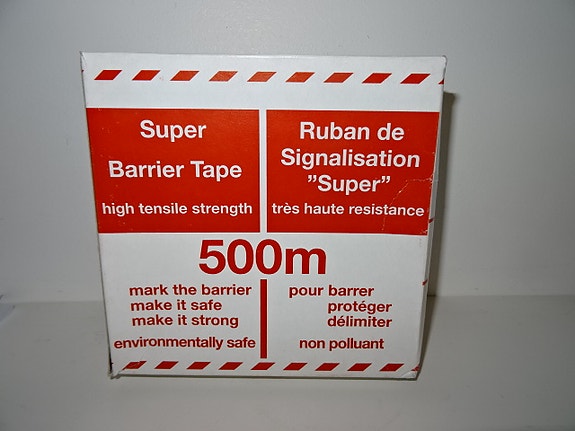 Super
Barrier Tape
high tensile strength
Ruban de
Signalisation
”Super”
très haute resistance
500m
mark the barrier
make it safe
make it strong
environmentally safe
pour barrer
protéger
délimiter
non polluant